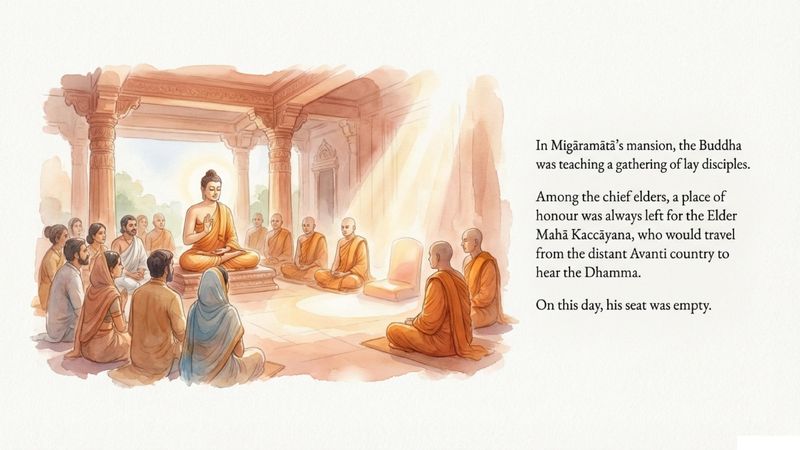 In Migāramātā’s mansion, the Buddha
was teaching a gathering of lay disciples.
Among the chief elders, a place of
honour was always left for the Elder
Mahā Kaccāyana, who would travel
from the distant Avanti country to
hear the Dhamma.
On this day, his seat was empty.